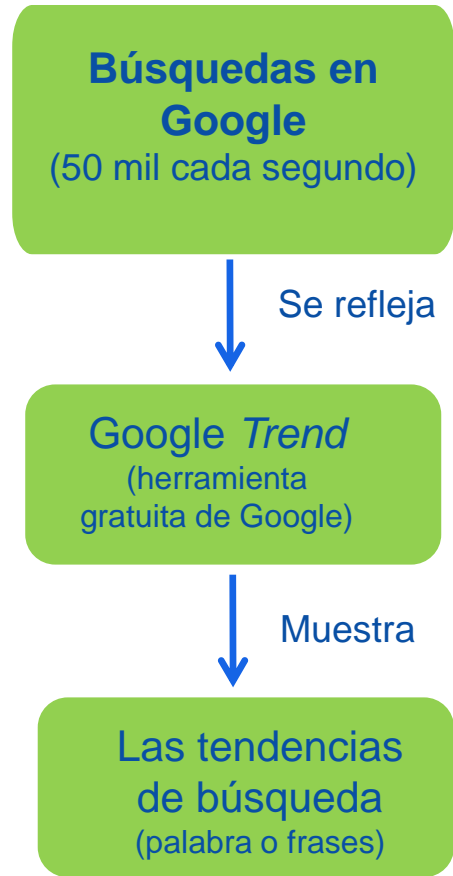 Búsquedas en
Google
(50 mil cada segundo)
Se refleja
Google Trend
(herramienta
gratuita de Google)
Muestra
Las tendencias
de búsqueda
(palabra o frases)